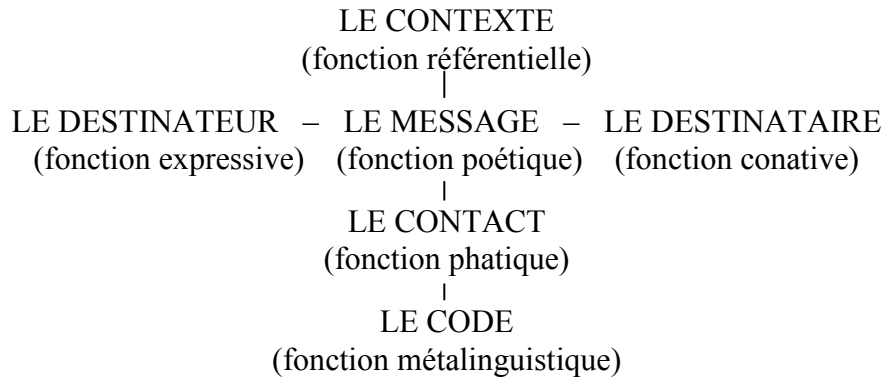 LE CONTEXTE
(fonction référentielle)
LE DESTINATEUR – LE MESSAGE – LE DESTINATAIRE
(fonction expressive) (fonction poétique) (fonction conative)
LE CONTACT
(fonction phatique)
LE CODE
(fonction métalinguistique)